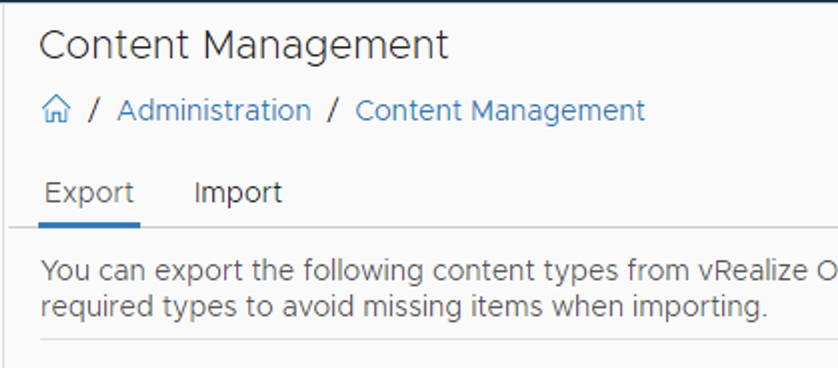 Content Management
/ Administration / Content Management
Export Import
You can export the following content types from vRealize O
required types to avoid missing items when importing.